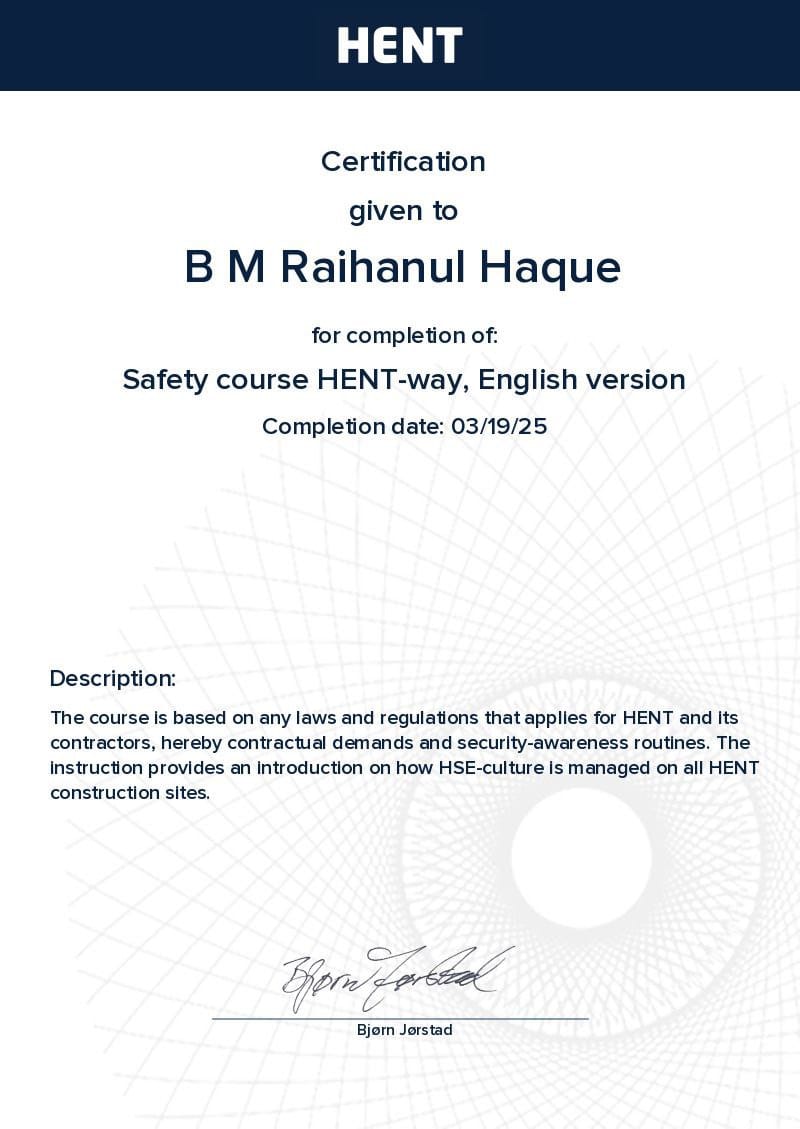 HENT
Certification
given to
B M Raihanul Haque
for completion of:
Safety course HENT-way, English version
Completion date: 03/19/25
Description:
The course is based on any laws and regulations that applies for HENT and its
contractors, hereby contractual demands and security-awareness routines. The
instruction provides an introduction on how HSE-culture is managed on all HENT
construction sites.
Bjørn Jørstad
Bjørn Jørstad